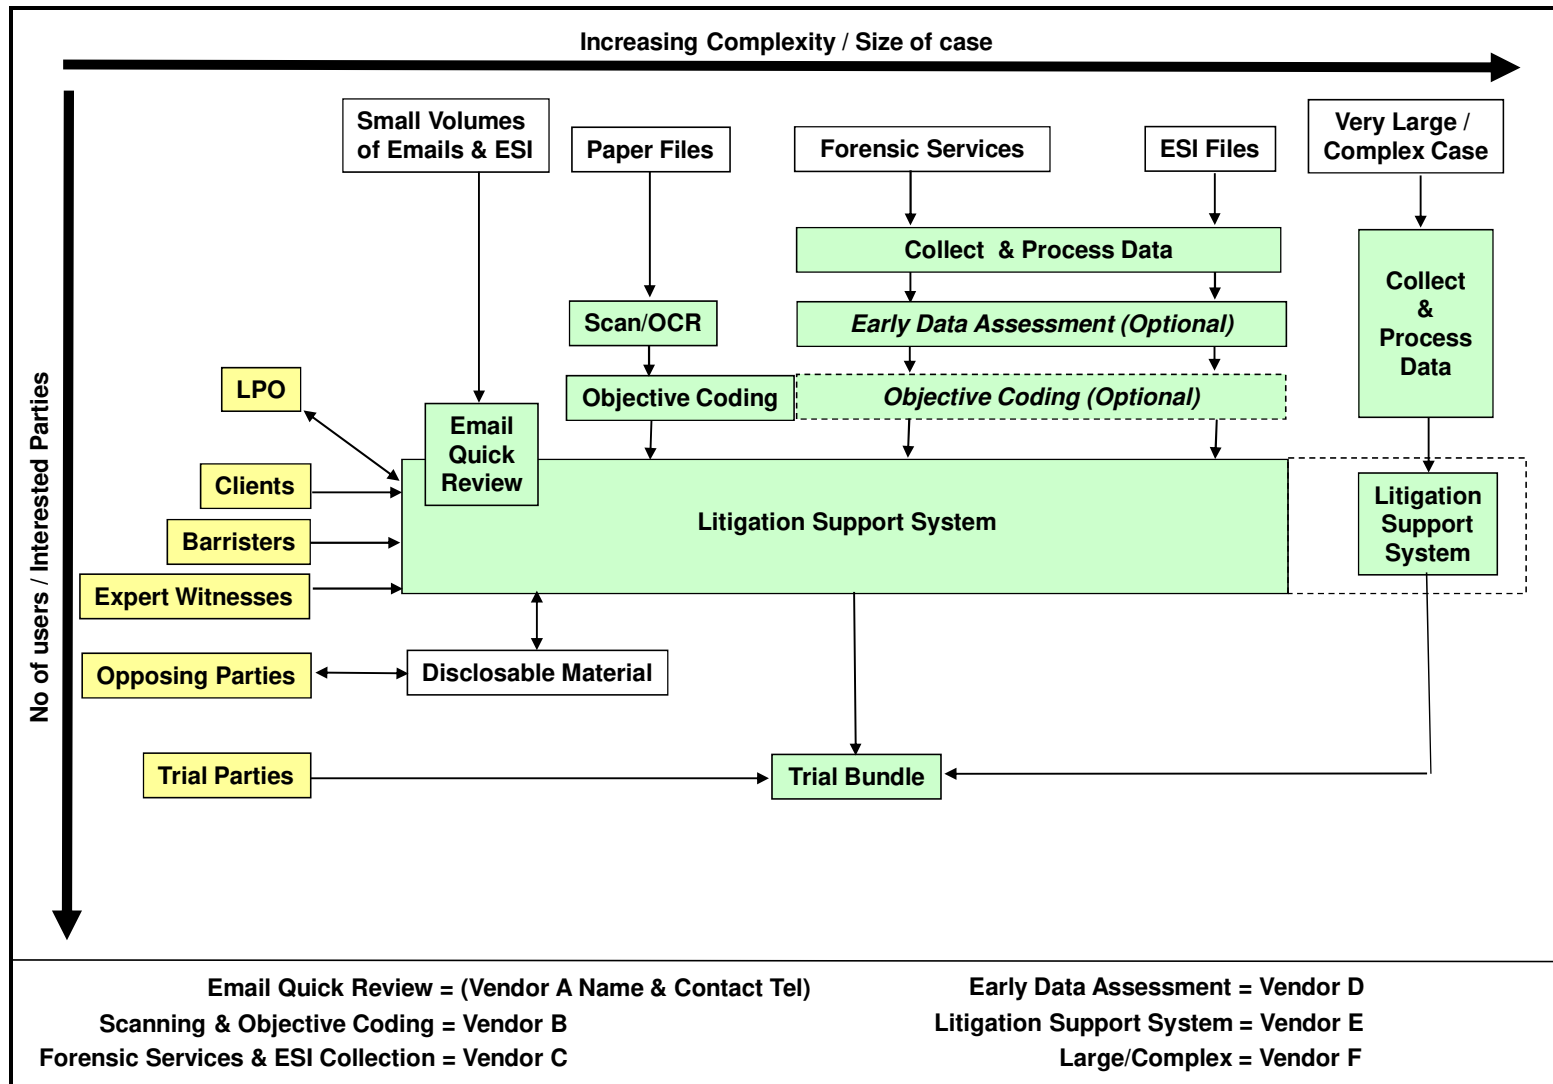 Increasing Complexity / Size of case
No of users / Interested Parties
Small Volumes
of Emails & ESI
Paper Files
Forensic Services
ESI Files
Very Large /
Complex Case
Collect & Process Data
Collect
&
Process
Data
Scan/OCR
Early Data Assessment (Optional)
LPO
Objective Coding
Objective Coding (Optional)
Email
Quick
Review
Clients
Barristers
Expert Witnesses
Litigation Support System
Litigation
Support
System
Opposing Parties
Disclosable Material
Trial Parties
Trial Bundle
Email Quick Review = (Vendor A Name & Contact Tel)
Scanning & Objective Coding = Vendor B
Forensic Services & ESI Collection = Vendor C
Early Data Assessment = Vendor D
Litigation Support System = Vendor E
Large/Complex = Vendor F